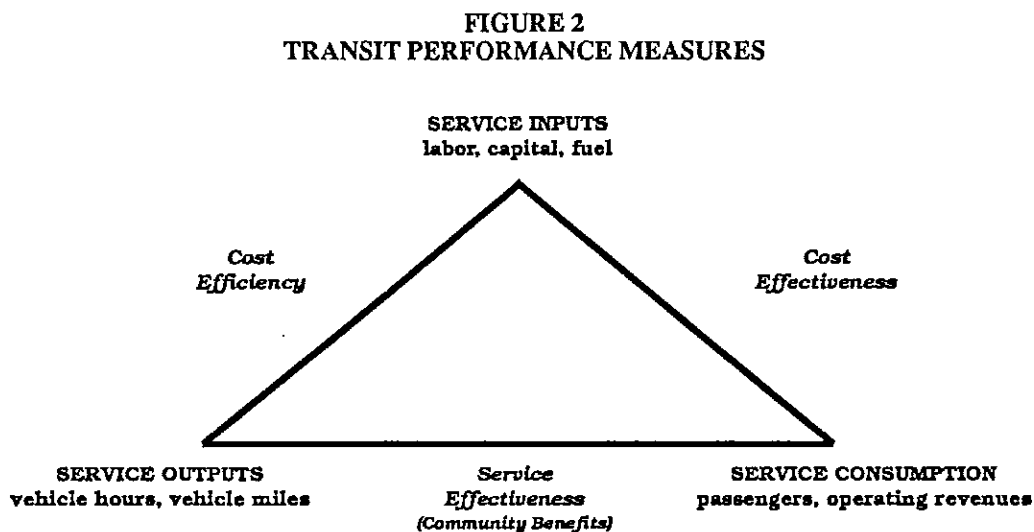 FIGURE 2
TRANSIT PERFORMANCE MEASURES
SERVICE INPUTS
labor, capital, fuel
Cost
Efficiency
Cost
Effectiveness
SERVICE OUTPUTS
vehicle hours, vehicle miles
Service
Effectiveness
(Community Benefits)
SERVICE CONSUMPTION
passengers, operating revenues